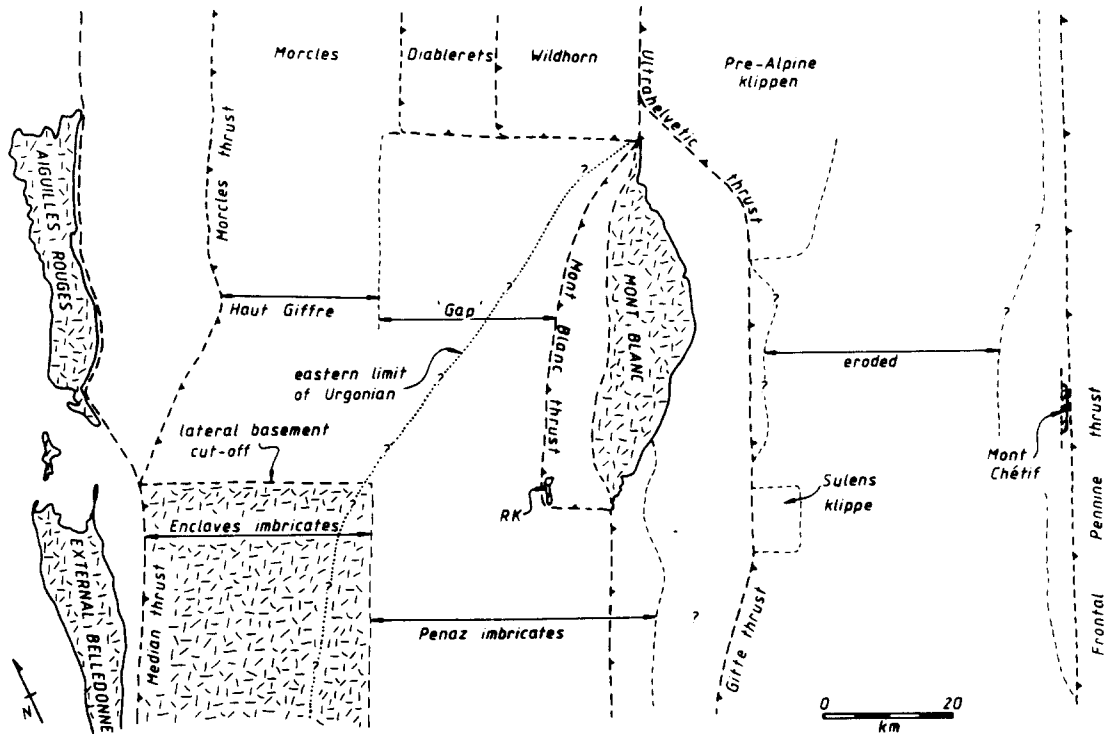 Morcles
Diablerets
Wildhorn
Pre-Alpine
klippen
Ultrahelvetic thrust
Morcles thrust
AIGUILLES ROUGES
Haut Giffre
'Gap'
Mont Blanc thrust
MONT BLANC
eroded
eastern limit
of Urgonian
lateral basement
cut-off
Mont
Chétif
Sulens
klippe
RK
Enclaves imbricates
Penaz imbricates
EXTERNAL BELLEDONNE
Median thrust
Gitte thrust
Frontal Pennine thrust
N
0 20
km
? ? ? ? ? ? ? ? ? ?